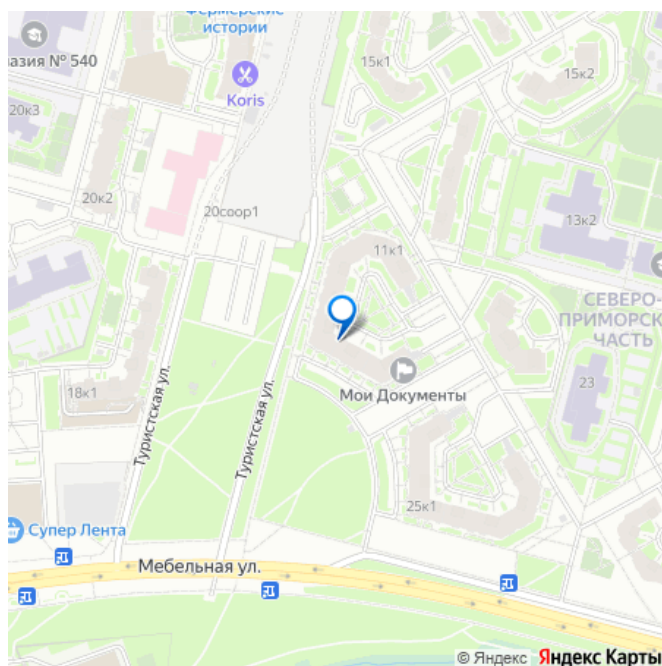 Фермерские
истории
азия № 540
Koris
15к1
15к2
20к3
20к2
20соор1
13к2
11к1
СЕВЕРО-
ПРИМОРСК
ЧАСТЬ
Мои Документы
23
18к1
Туристская ул.
Туристская ул.
25к1
Супер Лента
Мебельная ул.
© Яндекс Яндекс Карты